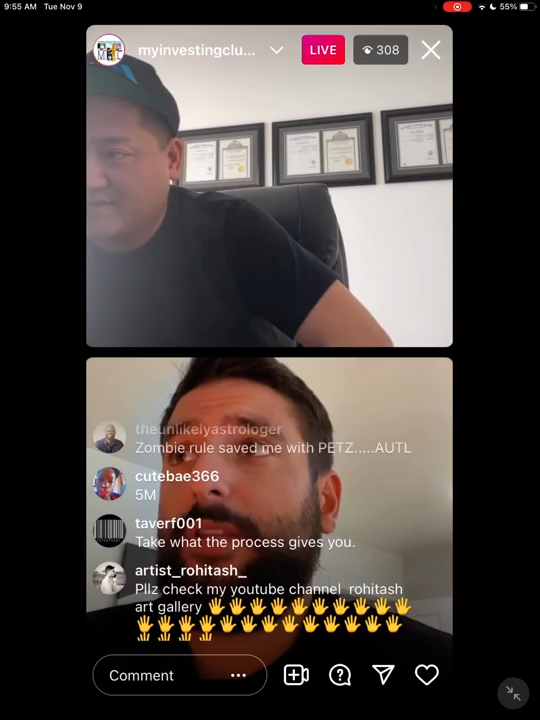 9:55 AM Tue Nov 9
55%
myinvestingclu...
LIVE
308
theunlikelyastrologer
Zombie rule saved me with PETZ.....AUTL
cutebae366
5M
taverf001
Take what the process gives you.
artist_rohitash_
Pllz check my youtube channel rohitash
art gallery 🖐🖐🖐🖐🖐🖐🖐🖐🖐🖐
🖐🖐🖐🖐🖐🖐🖐🖐🖐🖐🖐🖐🖐
🖐🖐🖐🖐
Comment